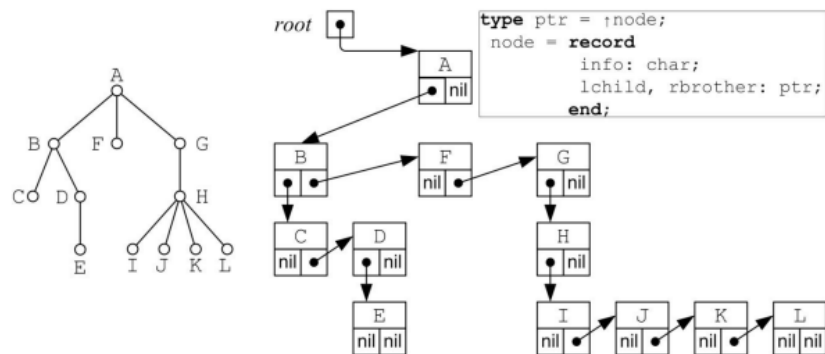 root
type ptr = ↑node;
node = record
info: char;
lchild, rbrother: ptr;
end;
A
nil
A
B F G
B F G
nil nil
C D H
C D H
nil nil nil nil
E I J K L
E I J K L
nil nil nil nil nil nil nil